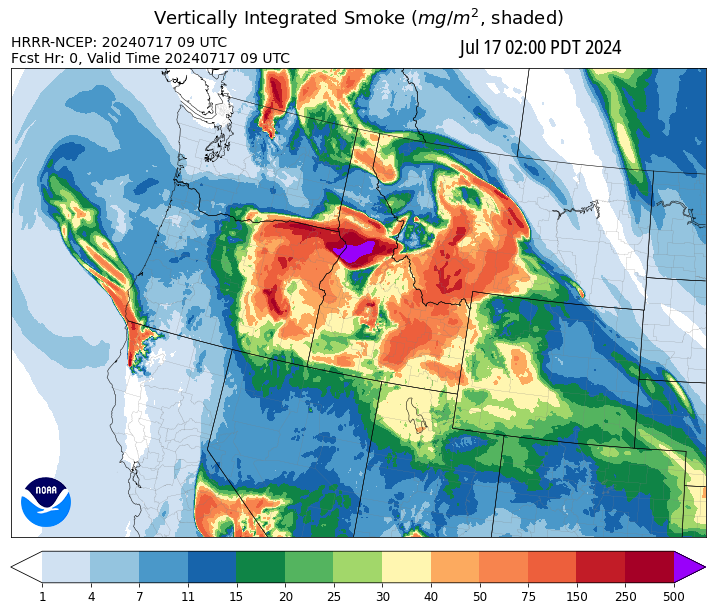 Vertically Integrated Smoke (mg/m², shaded)
HRRR-NCEP: 20240717 09 UTC
Jul 17 02:00 PDT 2024
Fcst Hr: 0, Valid Time 20240717 09 UTC
NOAA
1 4 7 11 15 20 25 30 40 50 75 150 250 500